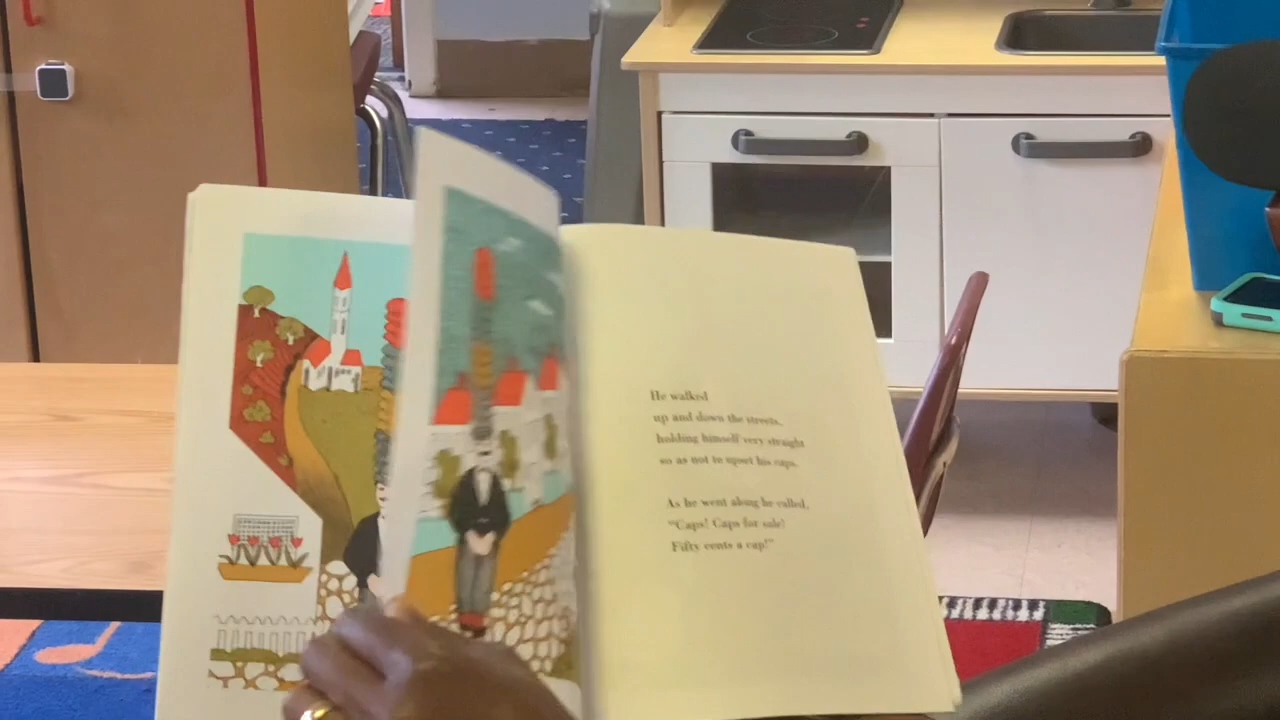 He walked
up and down the streets,
holding himself very straight
so as not to upset his caps.
As he went along he called,
"Caps! Caps for sale!
Fifty cents a cap!"